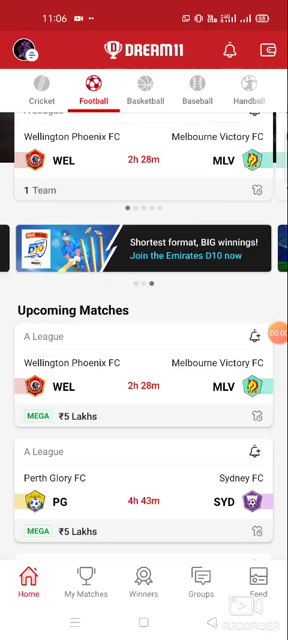 11:06
DREAM11
Cricket Football Basketball Baseball Handball
Wellington Phoenix FC Melbourne Victory FC
WEL 2h 28m MLV
1 Team
D10
Shortest format, BIG winnings!
Join the Emirates D10 now
Upcoming Matches
A League
Wellington Phoenix FC Melbourne Victory FC
WEL 2h 28m MLV
MEGA ₹5 Lakhs
A League
Perth Glory FC Sydney FC
PG 4h 43m SYD
MEGA ₹5 Lakhs
Home My Matches Winners Groups Feed
RECORDER